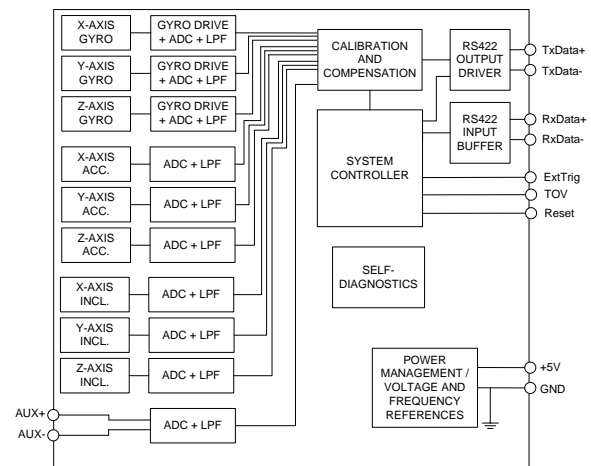 X-AXIS
GYRO
GYRO DRIVE
+ ADC + LPF
Y-AXIS
GYRO
GYRO DRIVE
+ ADC + LPF
Z-AXIS
GYRO
GYRO DRIVE
+ ADC + LPF
X-AXIS
ACC.
ADC + LPF
Y-AXIS
ACC.
ADC + LPF
Z-AXIS
ACC.
ADC + LPF
X-AXIS
INCL.
ADC + LPF
Y-AXIS
INCL.
ADC + LPF
Z-AXIS
INCL.
ADC + LPF
AUX+
AUX-
ADC + LPF
CALIBRATION
AND
COMPENSATION
RS422
OUTPUT
DRIVER
TxData+
TxData-
RS422
INPUT
BUFFER
RxData+
RxData-
SYSTEM
CONTROLLER
ExtTrig
TOV
Reset
SELF-
DIAGNOSTICS
POWER
MANAGEMENT /
VOLTAGE AND
FREQUENCY
REFERENCES
+5V
GND